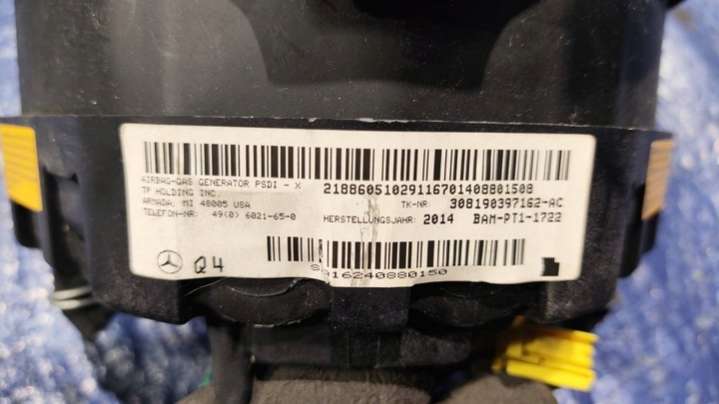 AIRBAG-GAS GENERATOR PSDI - X
TP HOLDING INC.
ARMADA, MI 48005 USA
TELEFON-NR: 49(0) 6021-65-0
21886051029116701408801508
TK-NR 308190397162-AC
HERSTELLUNGSJAHR: 2014 BAM-PT1-1722
Q4